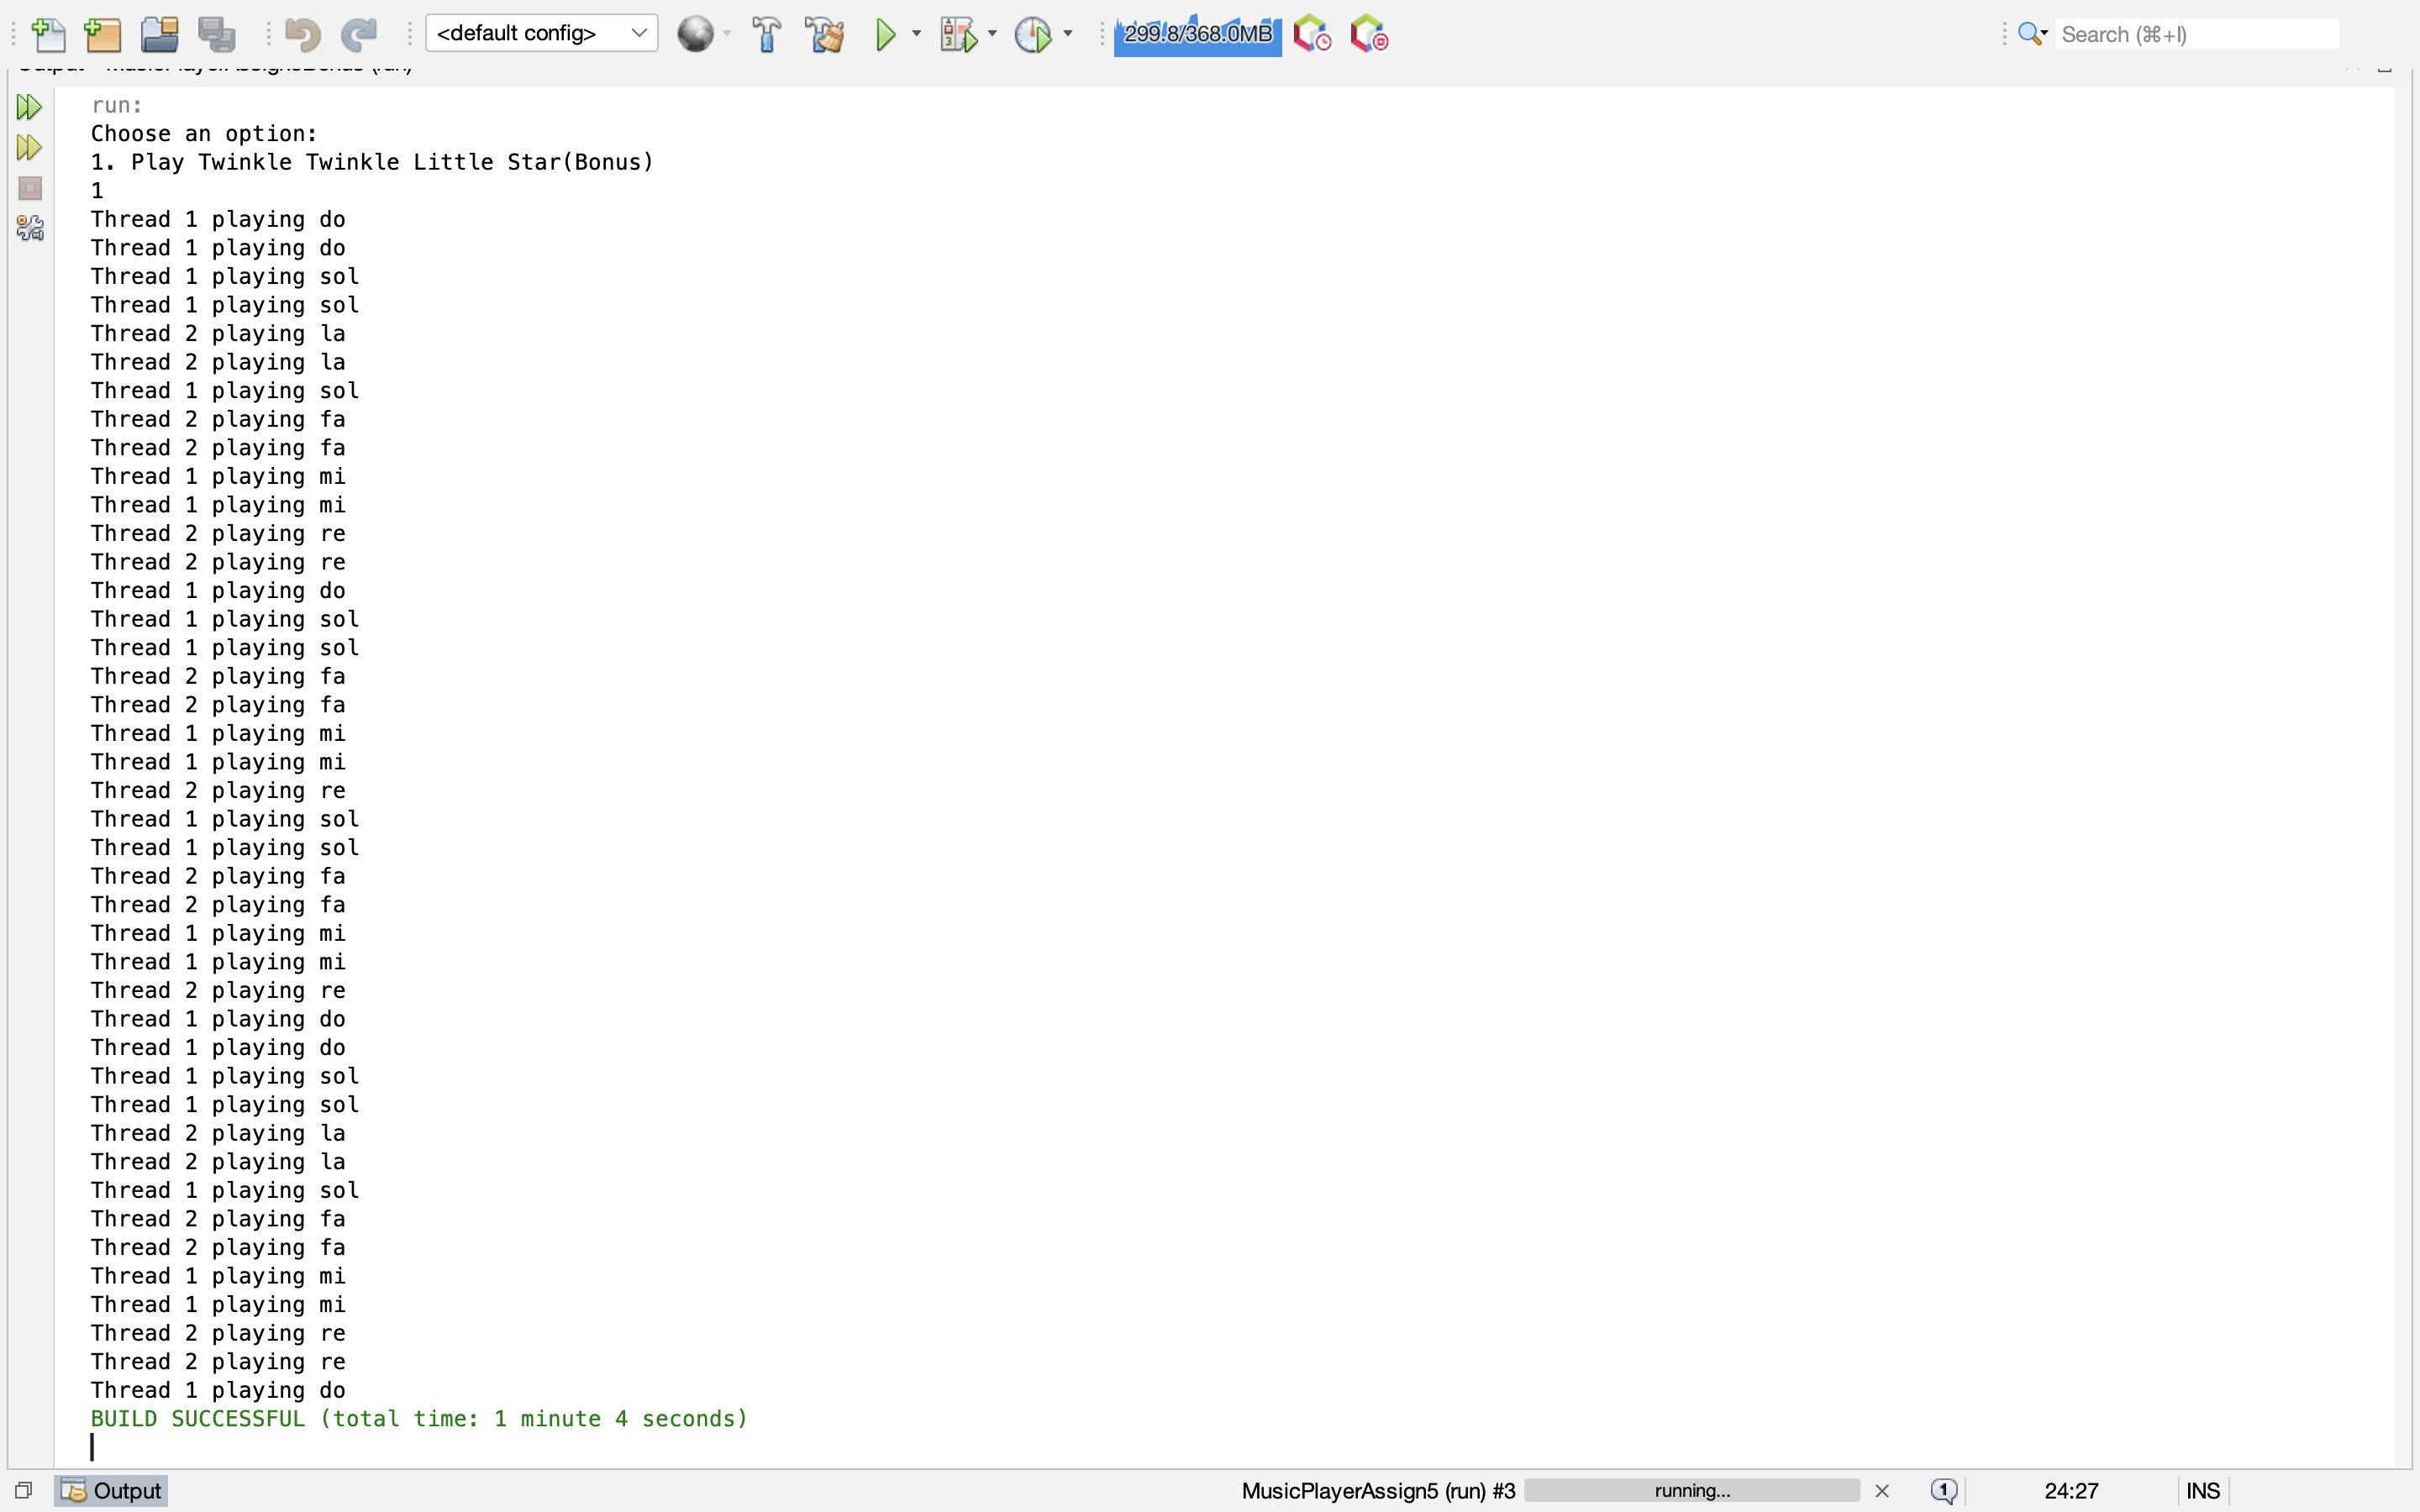 <default config>
299.8/368.0MB
Search (⌘+I)
run:
Choose an option:
1. Play Twinkle Twinkle Little Star(Bonus)
1
Thread 1 playing do
Thread 1 playing do
Thread 1 playing sol
Thread 1 playing sol
Thread 2 playing la
Thread 2 playing la
Thread 1 playing sol
Thread 2 playing fa
Thread 2 playing fa
Thread 1 playing mi
Thread 1 playing mi
Thread 2 playing re
Thread 2 playing re
Thread 1 playing do
Thread 1 playing sol
Thread 1 playing sol
Thread 2 playing fa
Thread 2 playing fa
Thread 1 playing mi
Thread 1 playing mi
Thread 2 playing re
Thread 1 playing sol
Thread 1 playing sol
Thread 2 playing fa
Thread 2 playing fa
Thread 1 playing mi
Thread 1 playing mi
Thread 2 playing re
Thread 1 playing do
Thread 1 playing do
Thread 1 playing sol
Thread 1 playing sol
Thread 2 playing la
Thread 2 playing la
Thread 1 playing sol
Thread 2 playing fa
Thread 2 playing fa
Thread 1 playing mi
Thread 1 playing mi
Thread 2 playing re
Thread 2 playing re
Thread 1 playing do
BUILD SUCCESSFUL (total time: 1 minute 4 seconds)
Output
MusicPlayerAssign5 (run) #3
running...
1
24:27
INS